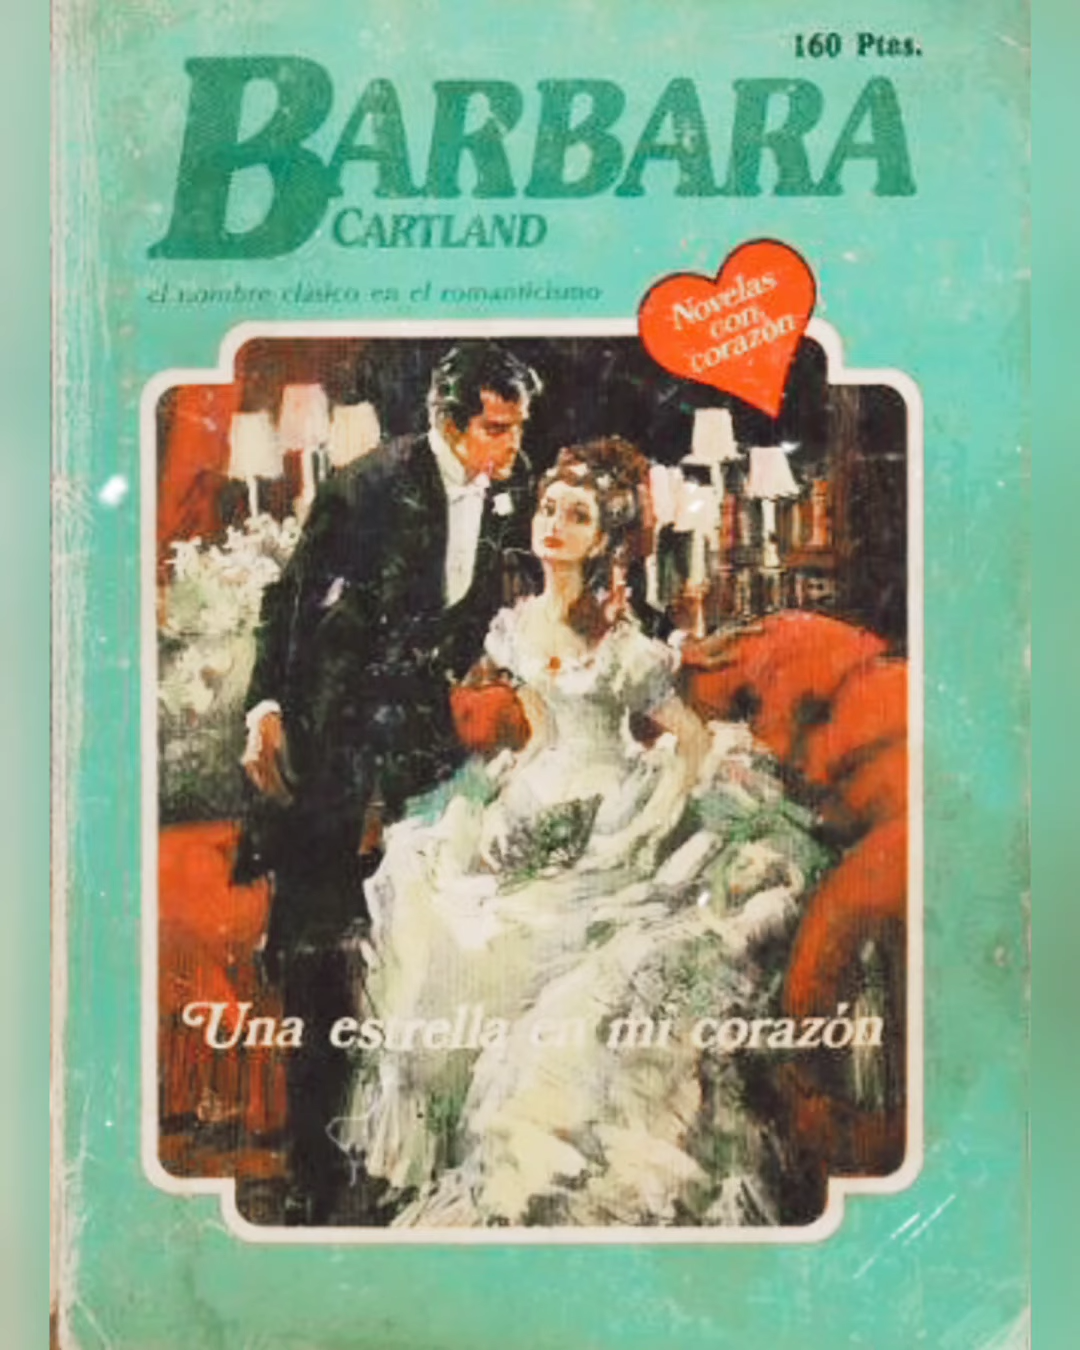 160 Ptas.
BARBARA
CARTLAND
el nombre clásico en el romanticismo
Novelas
con
corazón
Una estrella en mi corazón